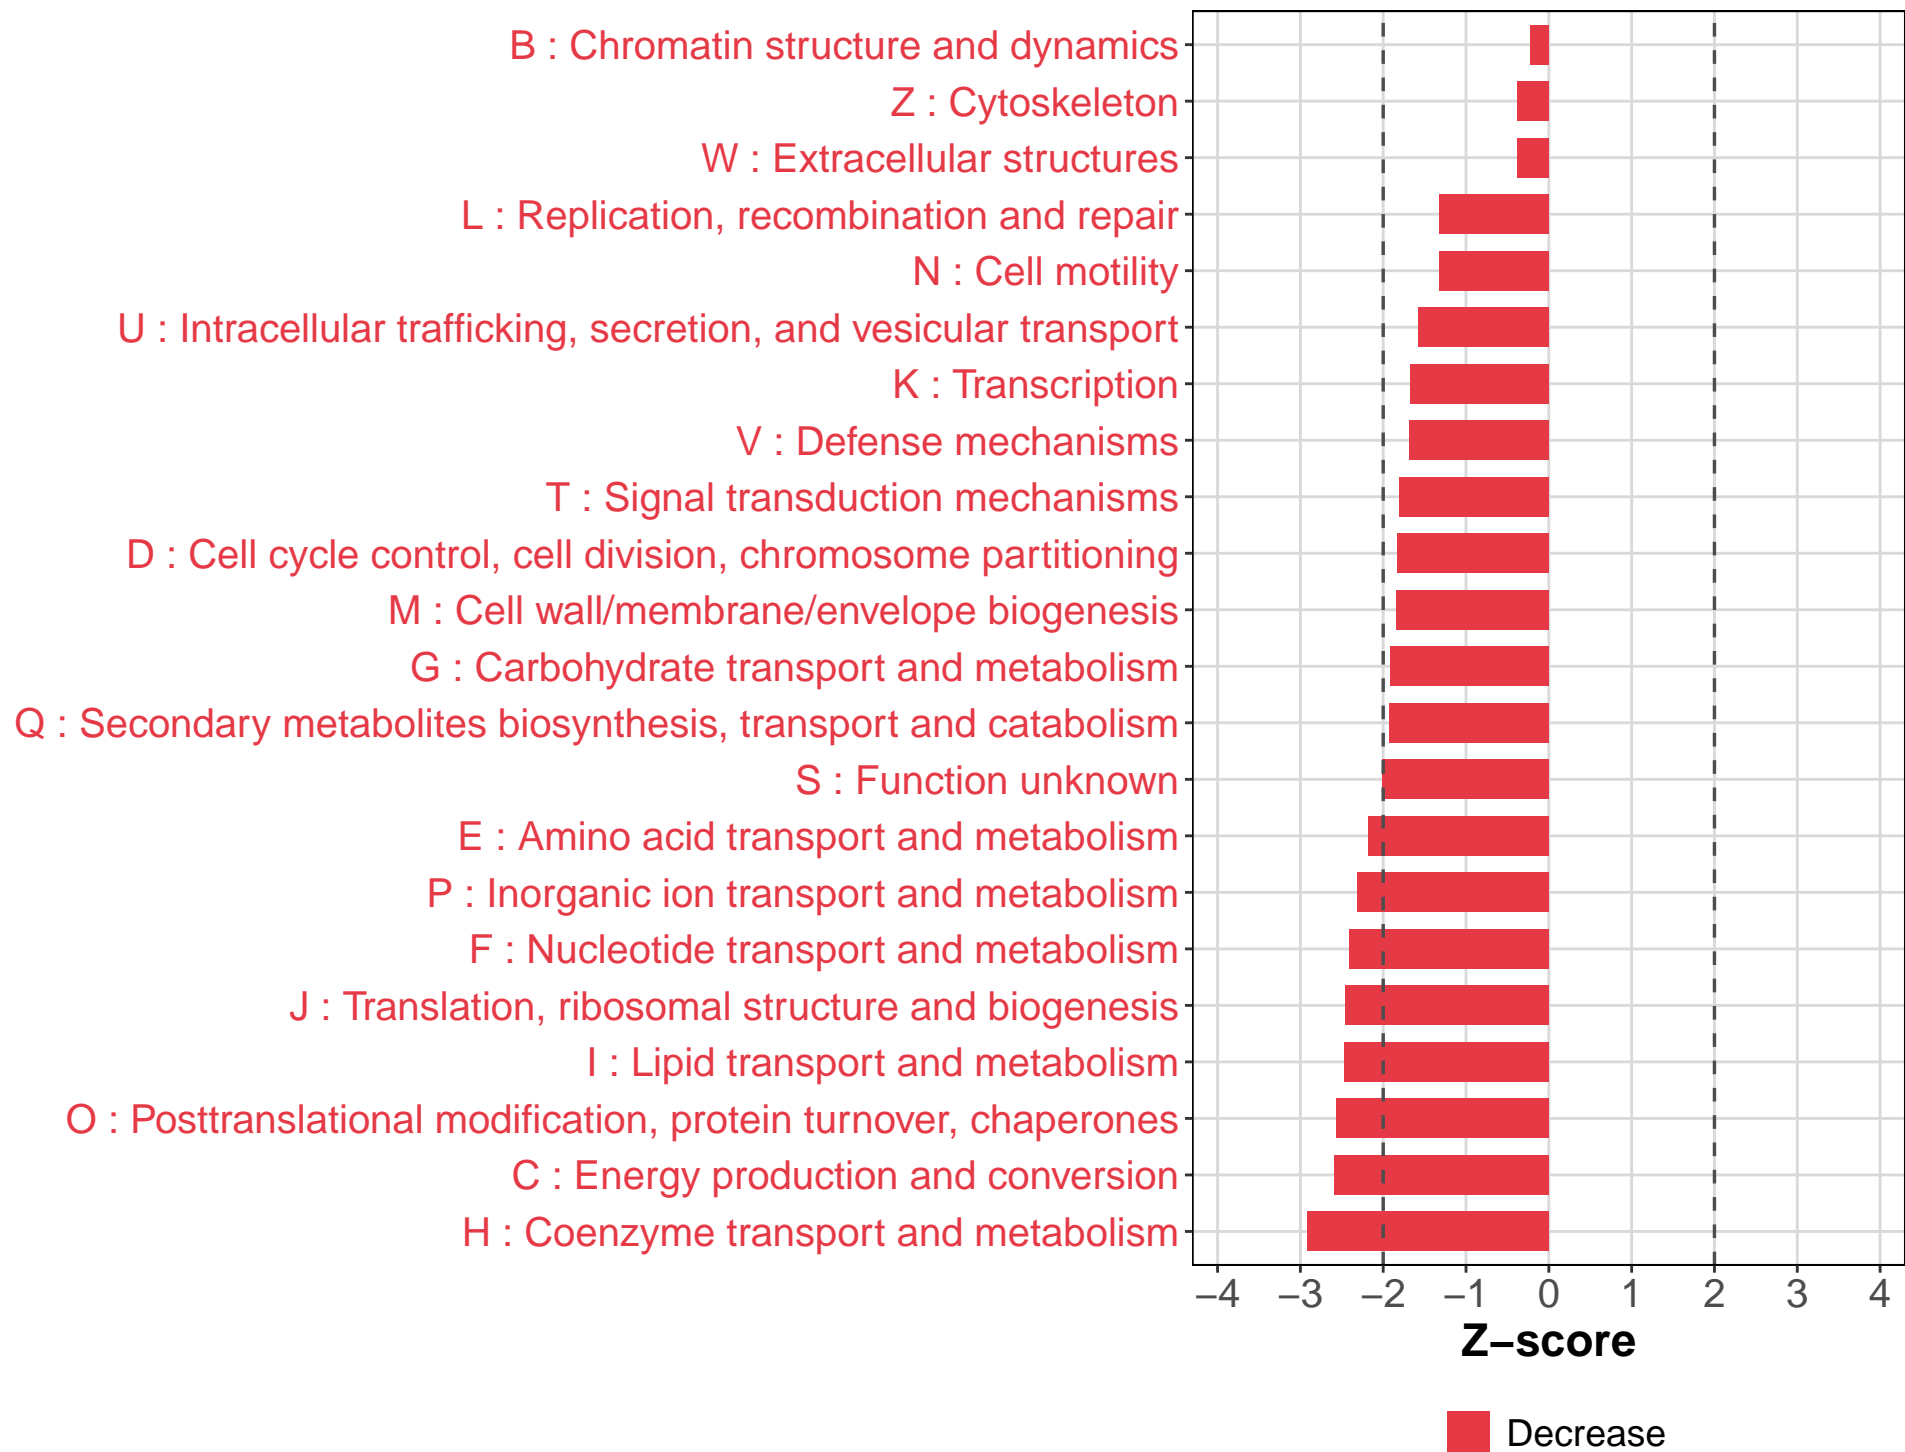 B : Chromatin structure and dynamics
Z : Cytoskeleton
W : Extracellular structures
L : Replication, recombination and repair
N : Cell motility
U : Intracellular trafficking, secretion, and vesicular transport
K : Transcription
V : Defense mechanisms
T : Signal transduction mechanisms
D : Cell cycle control, cell division, chromosome partitioning
M : Cell wall/membrane/envelope biogenesis
G : Carbohydrate transport and metabolism
Q : Secondary metabolites biosynthesis, transport and catabolism
S : Function unknown
E : Amino acid transport and metabolism
P : Inorganic ion transport and metabolism
F : Nucleotide transport and metabolism
J : Translation, ribosomal structure and biogenesis
I : Lipid transport and metabolism
O : Posttranslational modification, protein turnover, chaperones
C : Energy production and conversion
H : Coenzyme transport and metabolism
−4 −3 −2 −1 0 1 2 3 4
Z−score
Decrease